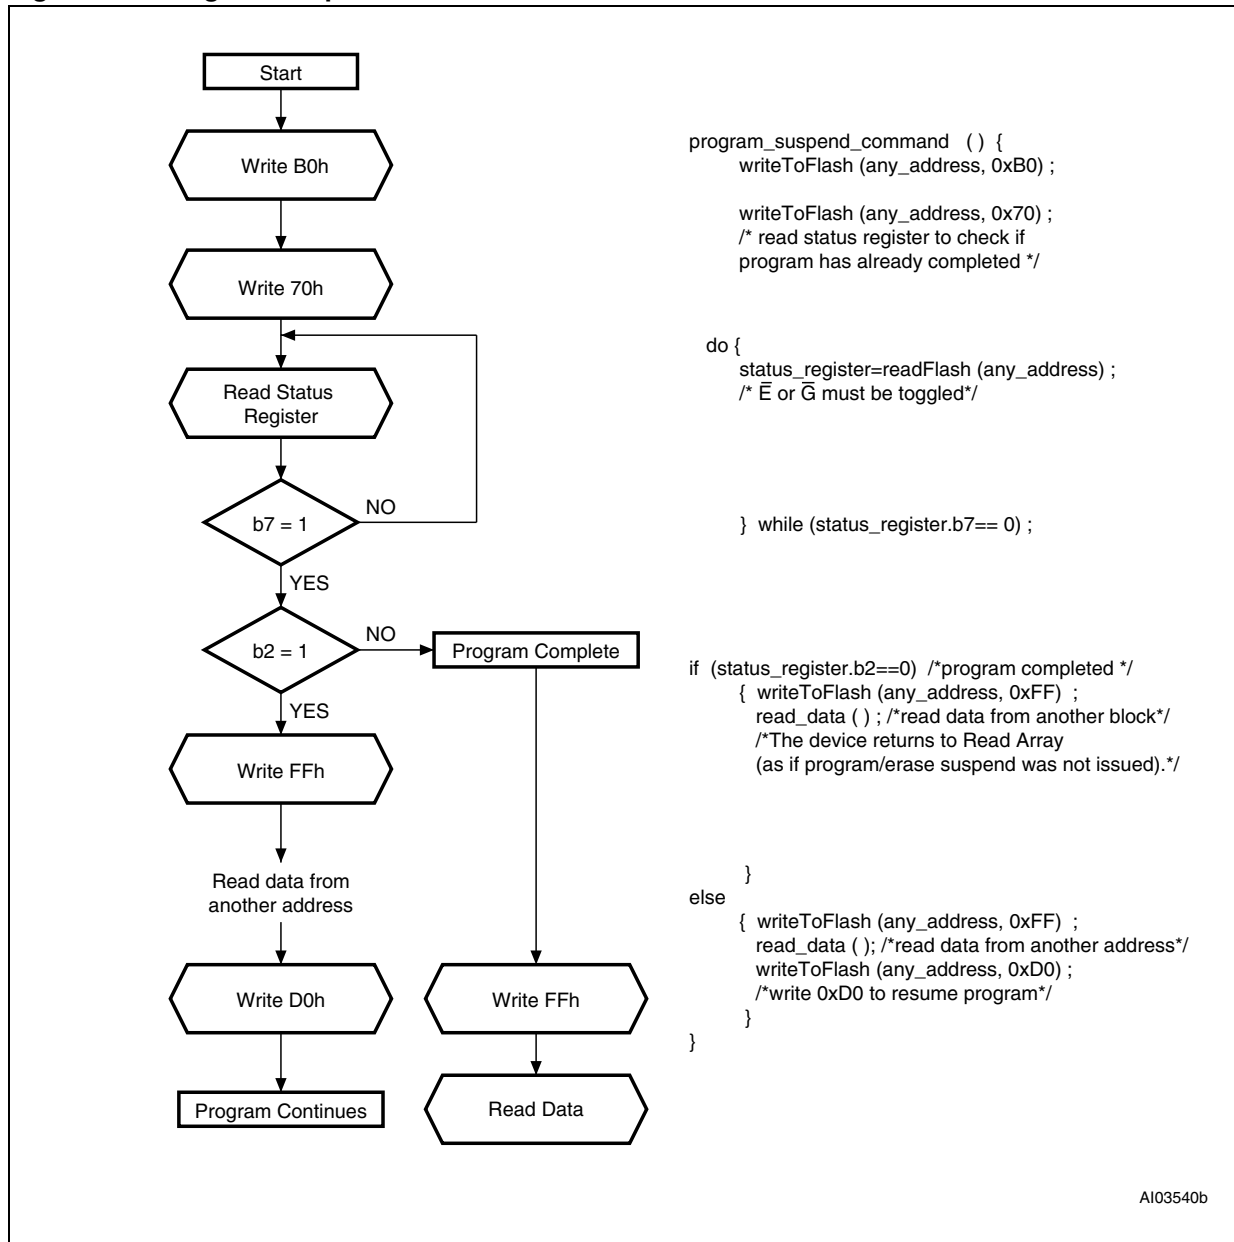 Start
Write B0h
Write 70h
Read Status
Register
b7 = 1
NO
YES
b2 = 1
NO
Program Complete
YES
Write FFh
Read data from
another address
Write D0h
Write FFh
Program Continues
Read Data
program_suspend_command ( ) {
writeToFlash (any_address, 0xB0) ;
writeToFlash (any_address, 0x70) ;
/* read status register to check if
program has already completed */
do {
status_register=readFlash (any_address) ;
/* E̅ or G̅ must be toggled*/
} while (status_register.b7== 0) ;
if (status_register.b2==0) /*program completed */
{ writeToFlash (any_address, 0xFF) ;
read_data ( ) ; /*read data from another block*/
/*The device returns to Read Array
(as if program/erase suspend was not issued).*/
}
else
{ writeToFlash (any_address, 0xFF) ;
read_data ( ); /*read data from another address*/
writeToFlash (any_address, 0xD0) ;
/*write 0xD0 to resume program*/
}
}
AI03540b